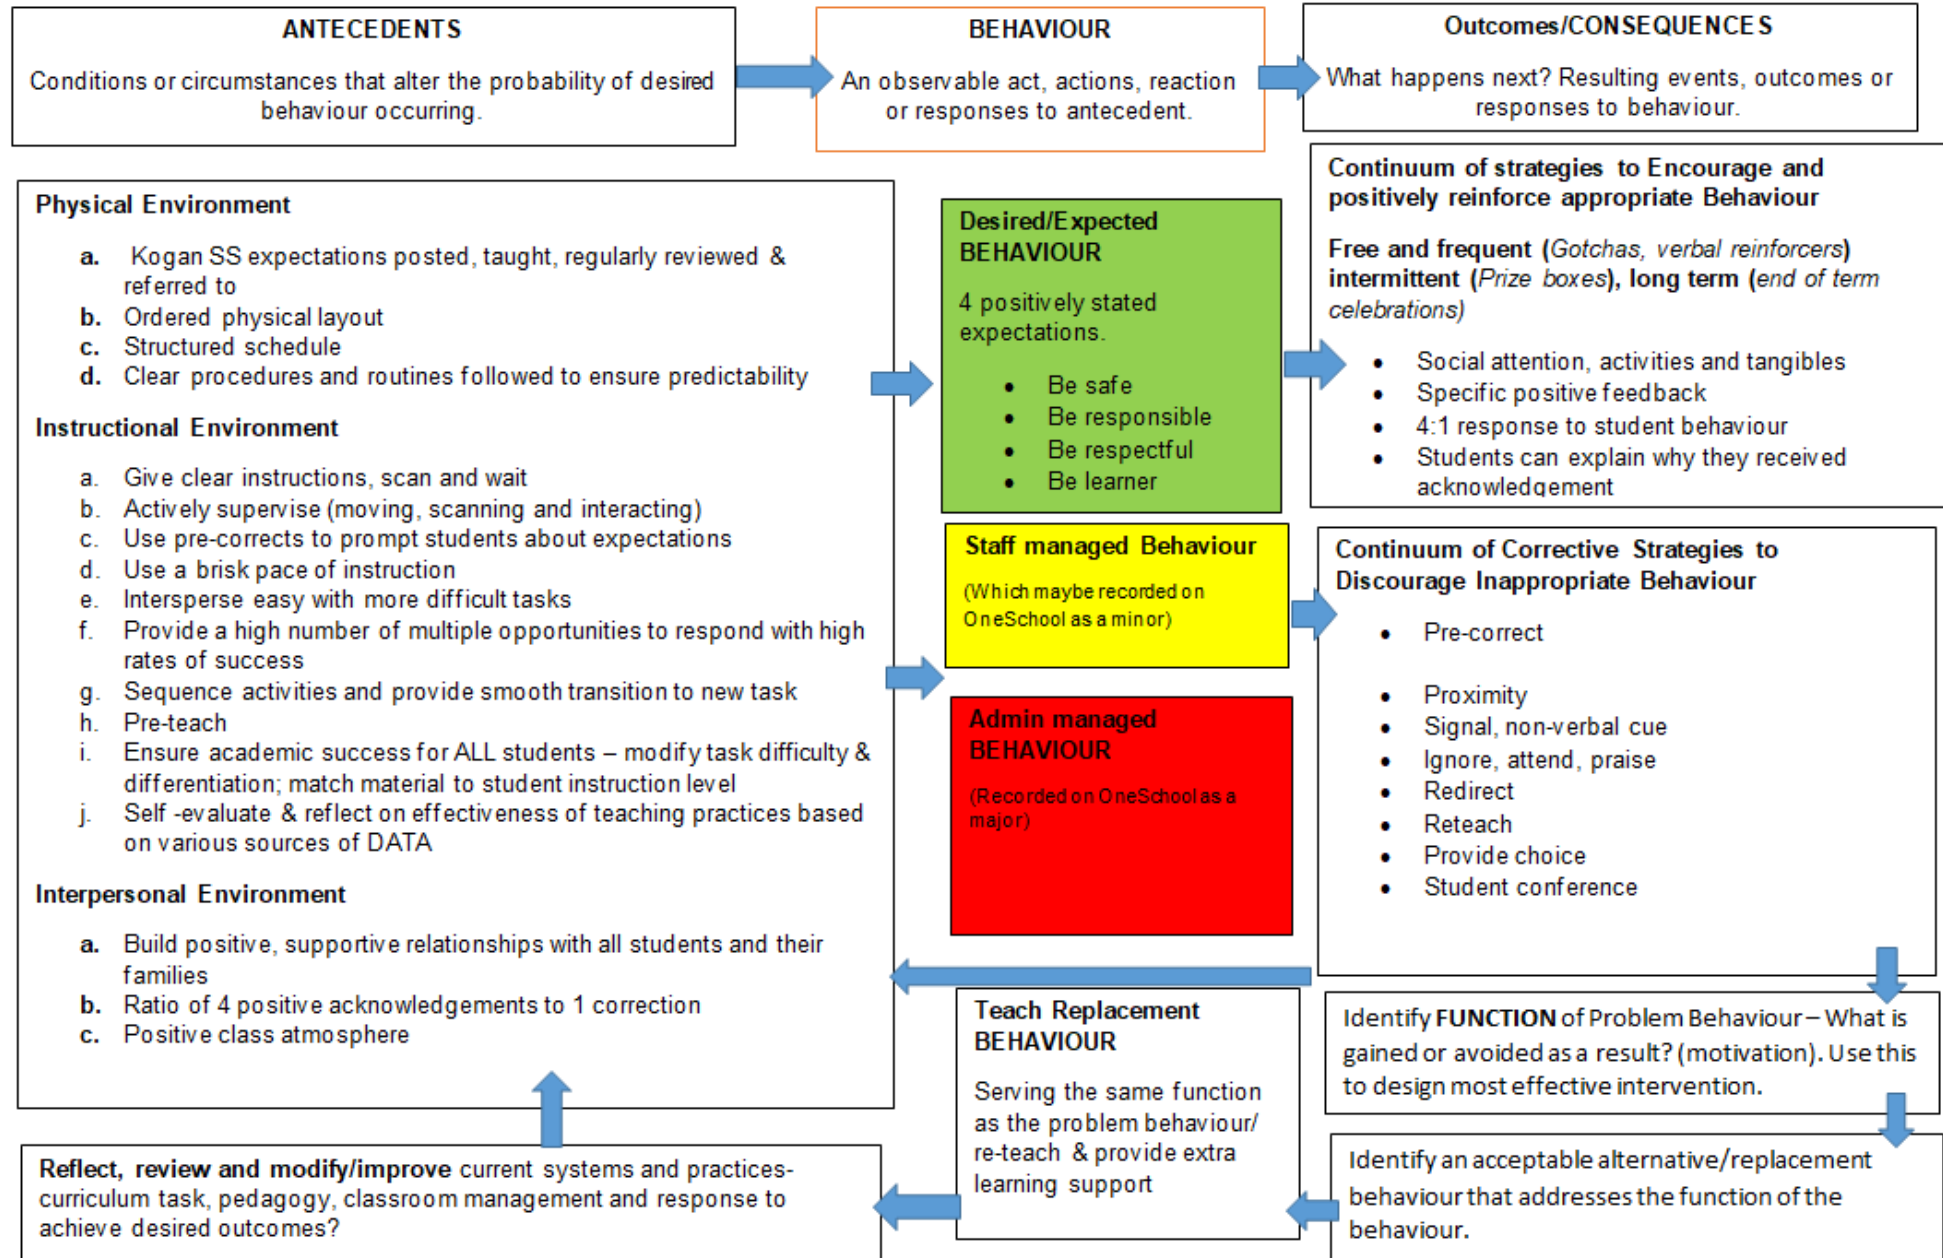 ANTECEDENTS
Conditions or circumstances that alter the probability of desired
behaviour occurring.
BEHAVIOUR
An observable act, actions, reaction
or responses to antecedent.
Outcomes/CONSEQUENCES
What happens next? Resulting events, outcomes or
responses to behaviour.
Physical Environment
a. Kogan SS expectations posted, taught, regularly reviewed &
referred to
b. Ordered physical layout
c. Structured schedule
d. Clear procedures and routines followed to ensure predictability
Instructional Environment
a. Give clear instructions, scan and wait
b. Actively supervise (moving, scanning and interacting)
c. Use pre-corrects to prompt students about expectations
d. Use a brisk pace of instruction
e. Intersperse easy with more difficult tasks
f. Provide a high number of multiple opportunities to respond with high
rates of success
g. Sequence activities and provide smooth transition to new task
h. Pre-teach
i. Ensure academic success for ALL students – modify task difficulty &
differentiation; match material to student instruction level
j. Self -evaluate & reflect on effectiveness of teaching practices based
on various sources of DATA
Interpersonal Environment
a. Build positive, supportive relationships with all students and their
families
b. Ratio of 4 positive acknowledgements to 1 correction
c. Positive class atmosphere
Desired/Expected
BEHAVIOUR
4 positively stated
expectations.
• Be safe
• Be responsible
• Be respectful
• Be learner
Staff managed Behaviour
(Which maybe recorded on
OneSchool as a minor)
Admin managed
BEHAVIOUR
(Recorded on OneSchool as a
major)
Continuum of strategies to Encourage and
positively reinforce appropriate Behaviour
Free and frequent (Gotchas, verbal reinforcers)
intermittent (Prize boxes), long term (end of term
celebrations)
• Social attention, activities and tangibles
• Specific positive feedback
• 4:1 response to student behaviour
• Students can explain why they received
acknowledgement
Continuum of Corrective Strategies to
Discourage Inappropriate Behaviour
• Pre-correct
• Proximity
• Signal, non-verbal cue
• Ignore, attend, praise
• Redirect
• Reteach
• Provide choice
• Student conference
Identify FUNCTION of Problem Behaviour – What is
gained or avoided as a result? (motivation). Use this
to design most effective intervention.
Identify an acceptable alternative/replacement
behaviour that addresses the function of the
behaviour.
Teach Replacement
BEHAVIOUR
Serving the same function
as the problem behaviour/
re-teach & provide extra
learning support
Reflect, review and modify/improve current systems and practices-
curriculum task, pedagogy, classroom management and response to
achieve desired outcomes?